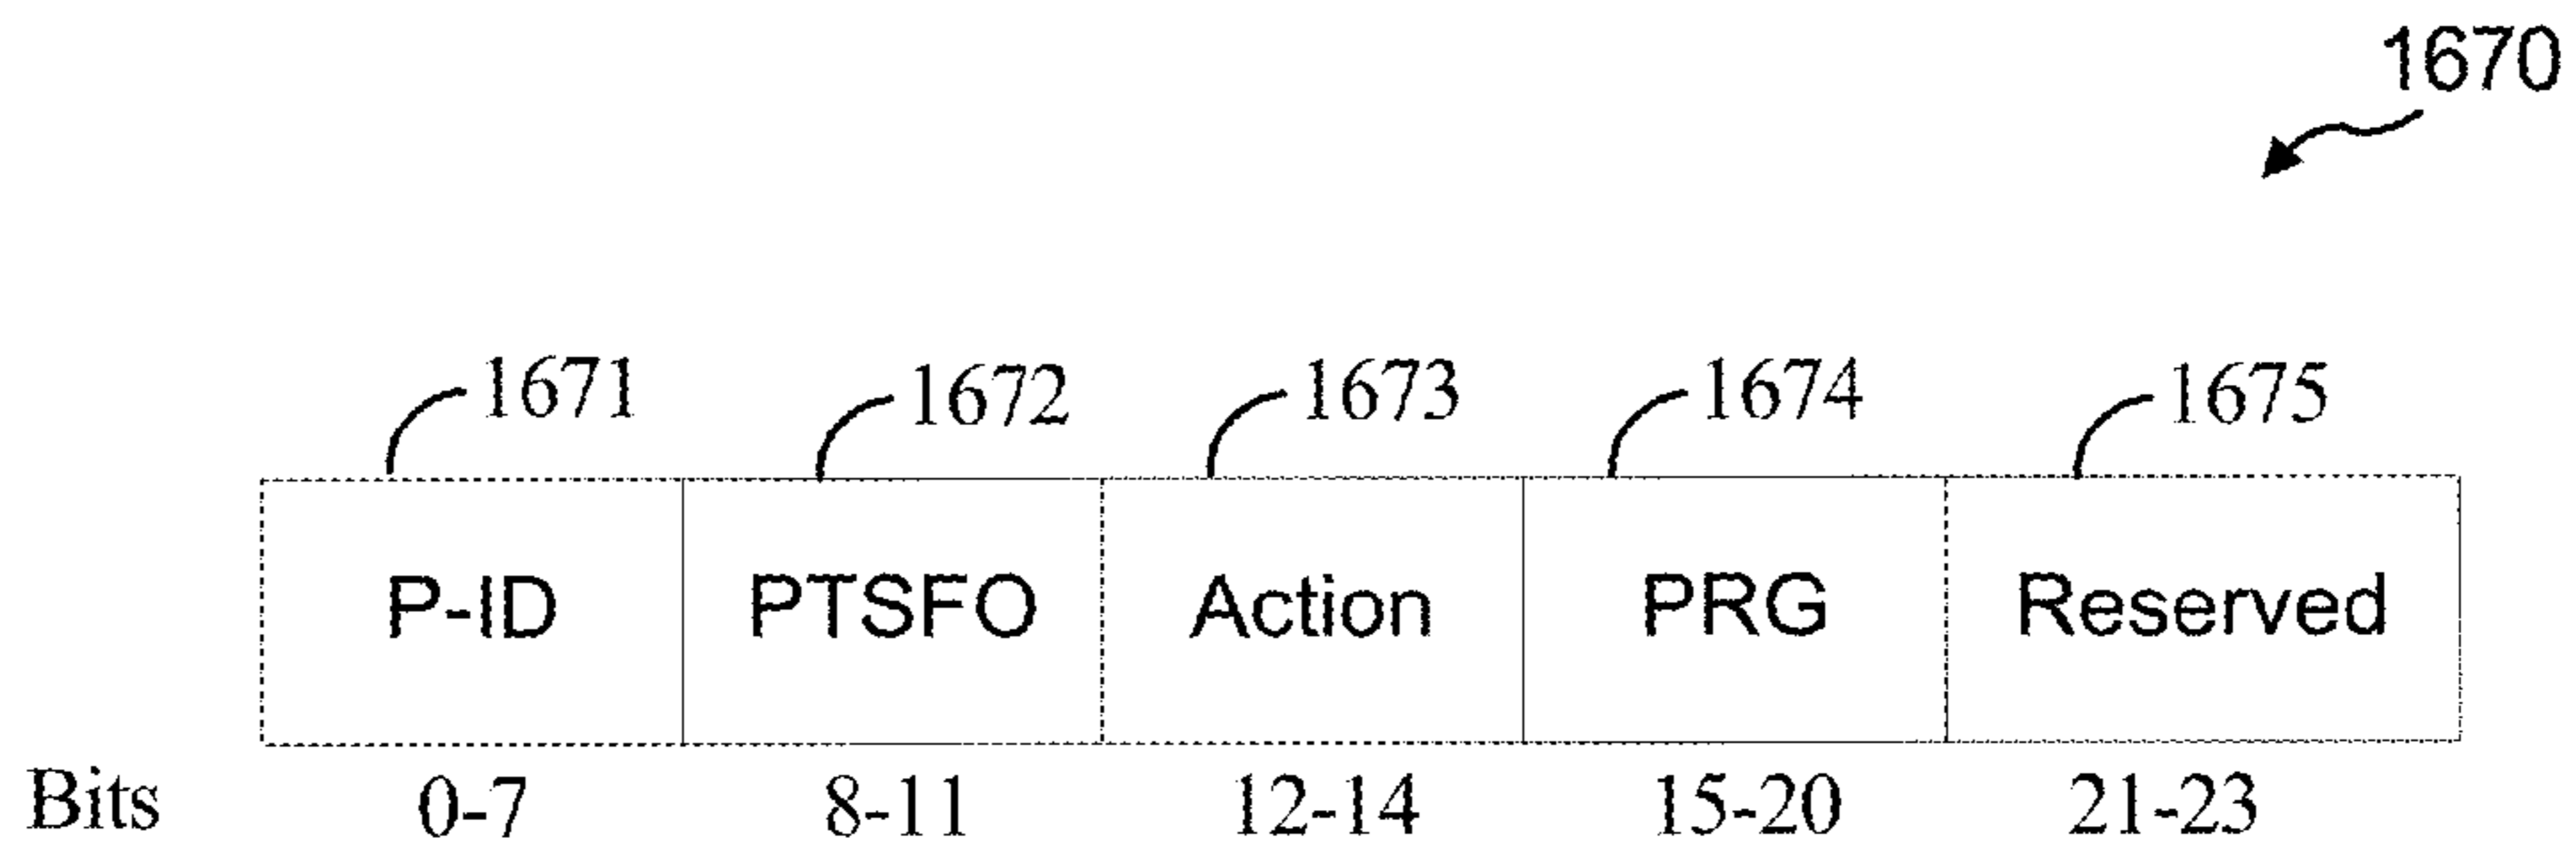 1670
1671 1672 1673 1674 1675
P-ID PTSFO Action PRG Reserved
Bits 0-7 8-11 12-14 15-20 21-23